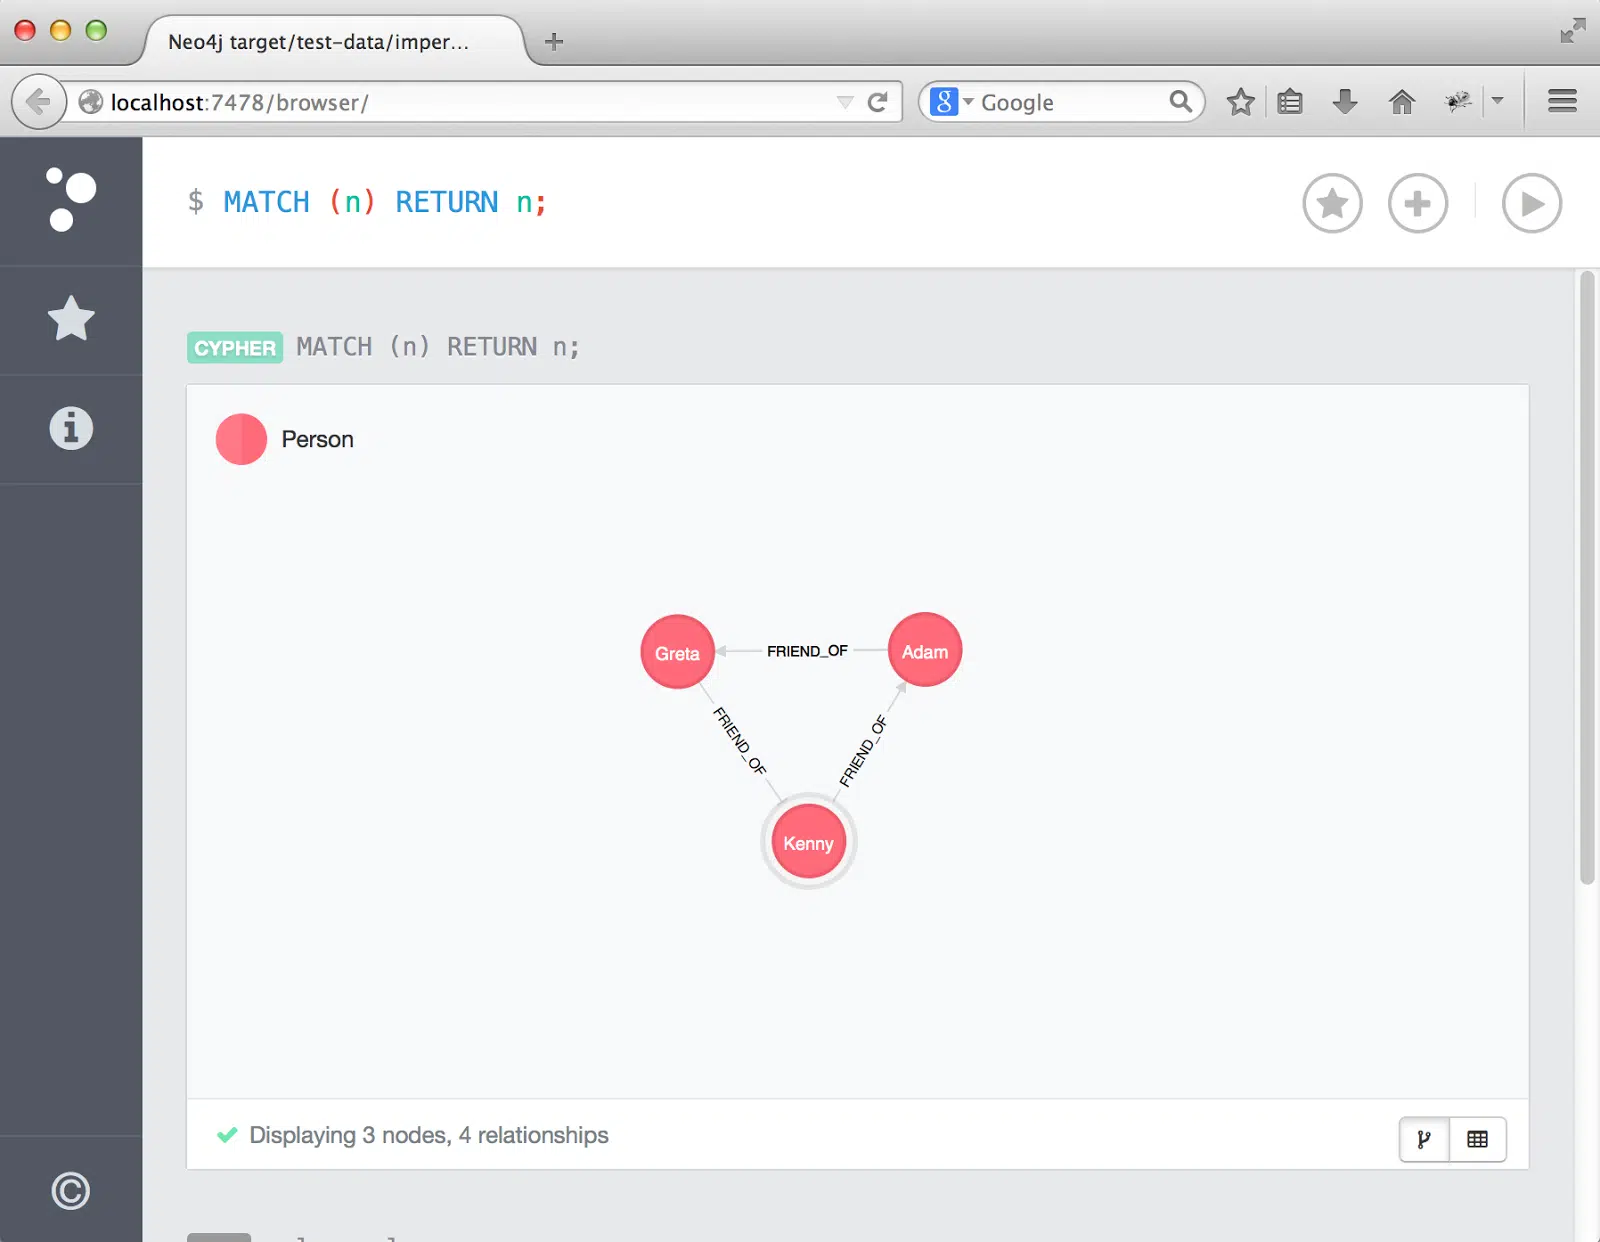 Neo4j target/test-data/imper...
localhost:7478/browser/
Google
$ MATCH (n) RETURN n;
CYPHER MATCH (n) RETURN n;
Person
Greta
FRIEND_OF
Adam
FRIEND_OF
FRIEND_OF
Kenny
Displaying 3 nodes, 4 relationships